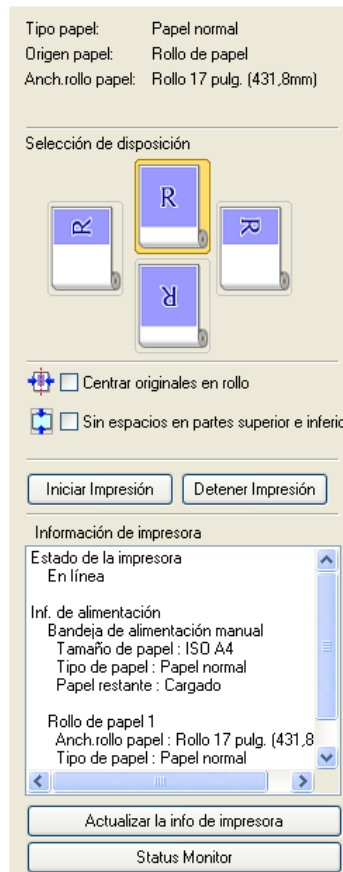 Tipo papel: Papel normal
Origen papel: Rollo de papel
Anch.rollo papel: Rollo 17 pulg. (431,8mm)
Selección de disposición
R
R R
R
Centrar originales en rollo
Sin espacios en partes superior e inferio
Iniciar Impresión Detener Impresión
Información de impresora
Estado de la impresora
En línea
Inf. de alimentación
Bandeja de alimentación manual
Tamaño de papel : ISO A4
Tipo de papel : Papel normal
Papel restante : Cargado
Rollo de papel 1
Anch.rollo papel : Rollo 17 pulg. (431,8
Tipo de papel : Papel normal
Actualizar la info de impresora
Status Monitor